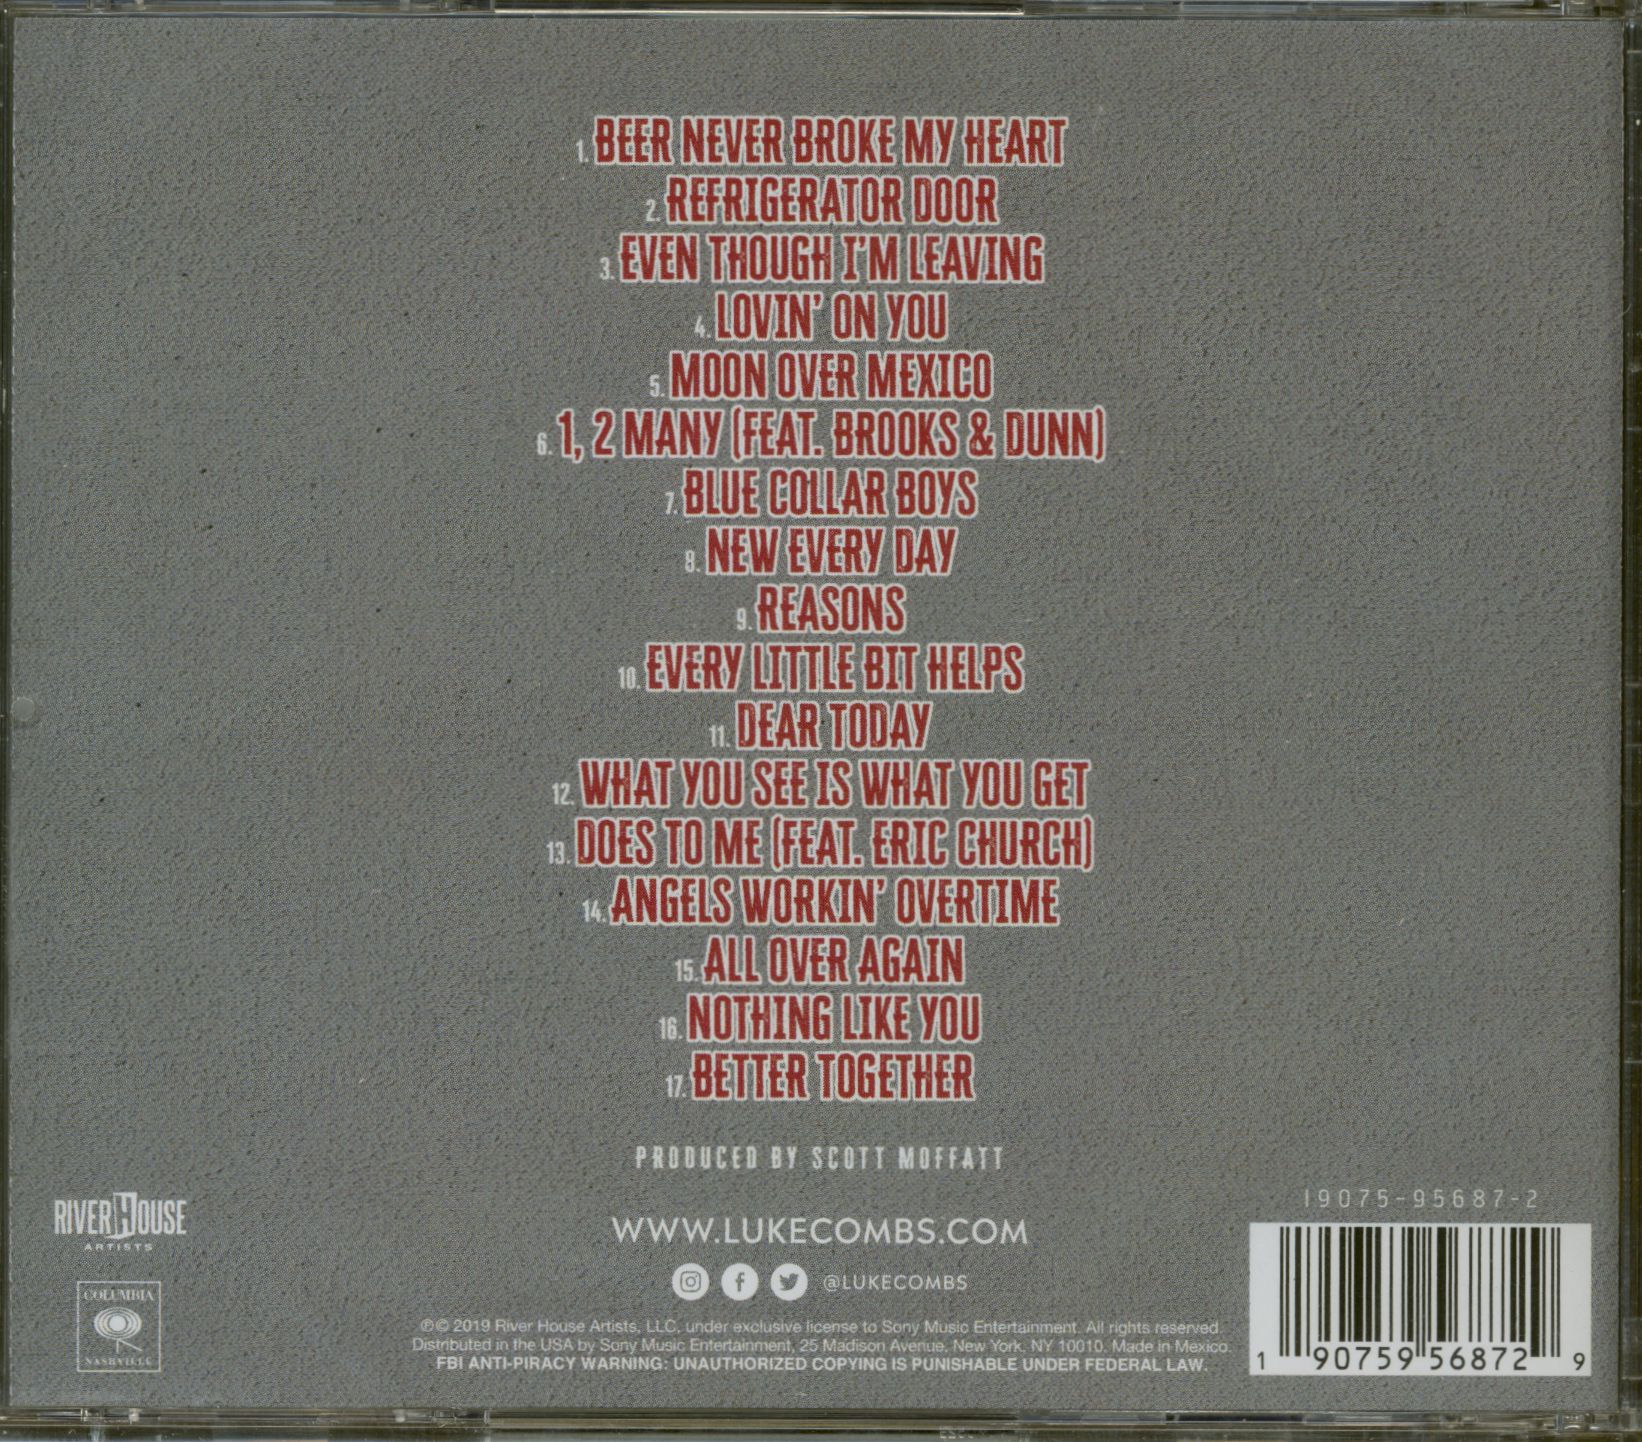 1. BEER NEVER BROKE MY HEART
2. REFRIGERATOR DOOR
3. EVEN THOUGH I'M LEAVING
4. LOVIN' ON YOU
5. MOON OVER MEXICO
6. 1, 2 MANY (FEAT. BROOKS & DUNN)
7. BLUE COLLAR BOYS
8. NEW EVERY DAY
9. REASONS
10. EVERY LITTLE BIT HELPS
11. DEAR TODAY
12. WHAT YOU SEE IS WHAT YOU GET
13. DOES TO ME (FEAT. ERIC CHURCH)
14. ANGELS WORKIN' OVERTIME
15. ALL OVER AGAIN
16. NOTHING LIKE YOU
17. BETTER TOGETHER
PRODUCED BY SCOTT MOFFATT
RIVER HOUSE
ARTISTS
COLUMBIA
NASHVILLE
WWW.LUKECOMBS.COM
@LUKECOMBS
℗© 2019 River House Artists, LLC, under exclusive license to Sony Music Entertainment. All rights reserved.
Distributed in the USA by Sony Music Entertainment, 25 Madison Avenue, New York, NY 10010. Made in Mexico.
FBI ANTI-PIRACY WARNING: UNAUTHORIZED COPYING IS PUNISHABLE UNDER FEDERAL LAW.
19075-95687-2
1 90759 56872 9